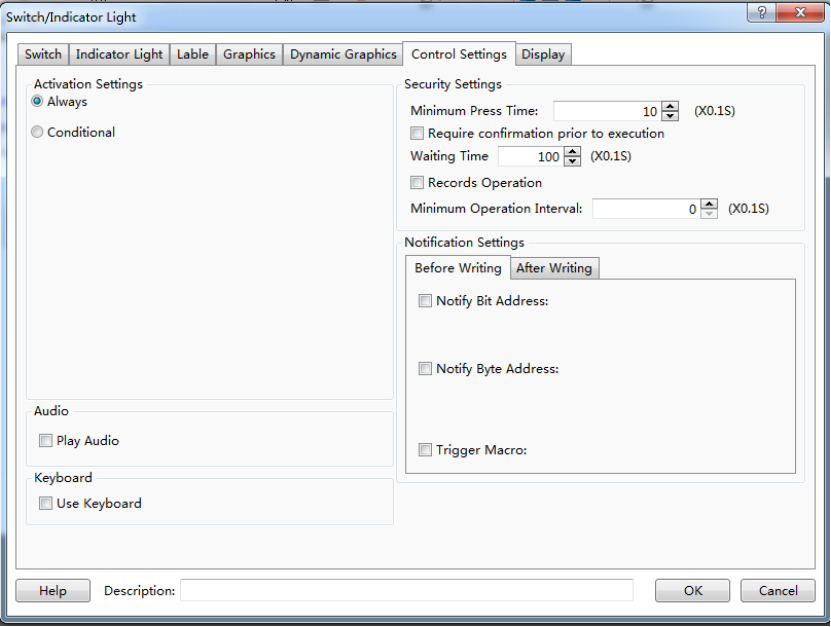 Switch/Indicator Light
Switch Indicator Light Lable Graphics Dynamic Graphics Control Settings Display
Activation Settings
Always
Conditional
Audio
Play Audio
Keyboard
Use Keyboard
Security Settings
Minimum Press Time: 10 (X0.1S)
Require confirmation prior to execution
Waiting Time 100 (X0.1S)
Records Operation
Minimum Operation Interval: 0 (X0.1S)
Notification Settings
Before Writing After Writing
Notify Bit Address:
Notify Byte Address:
Trigger Macro:
Help Description: OK Cancel